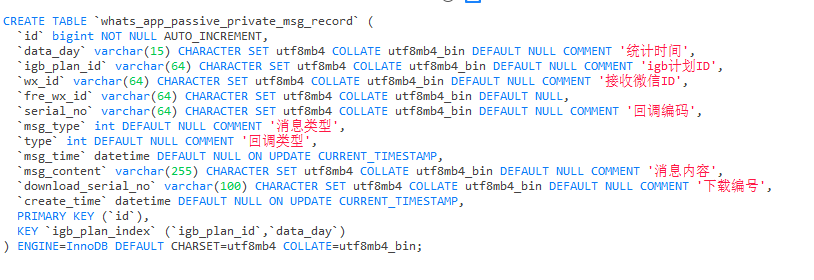 CREATE TABLE `whats_app_passive_private_msg_record` (
  `id` bigint NOT NULL AUTO_INCREMENT,
  `data_day` varchar(15) CHARACTER SET utf8mb4 COLLATE utf8mb4_bin DEFAULT NULL COMMENT '统计时间',
  `igb_plan_id` varchar(64) CHARACTER SET utf8mb4 COLLATE utf8mb4_bin DEFAULT NULL COMMENT 'igb计划ID',
  `wx_id` varchar(64) CHARACTER SET utf8mb4 COLLATE utf8mb4_bin DEFAULT NULL COMMENT '接收微信ID',
  `fre_wx_id` varchar(64) CHARACTER SET utf8mb4 COLLATE utf8mb4_bin DEFAULT NULL,
  `serial_no` varchar(64) CHARACTER SET utf8mb4 COLLATE utf8mb4_bin DEFAULT NULL COMMENT '回调编码',
  `msg_type` int DEFAULT NULL COMMENT '消息类型',
  `type` int DEFAULT NULL COMMENT '回调类型',
  `msg_time` datetime DEFAULT NULL ON UPDATE CURRENT_TIMESTAMP,
  `msg_content` varchar(255) CHARACTER SET utf8mb4 COLLATE utf8mb4_bin DEFAULT NULL COMMENT '消息内容',
  `download_serial_no` varchar(100) CHARACTER SET utf8mb4 COLLATE utf8mb4_bin DEFAULT NULL COMMENT '下载编号',
  `create_time` datetime DEFAULT NULL ON UPDATE CURRENT_TIMESTAMP,
  PRIMARY KEY (`id`),
  KEY `igb_plan_index` (`igb_plan_id`,`data_day`)
) ENGINE=InnoDB DEFAULT CHARSET=utf8mb4 COLLATE=utf8mb4_bin;